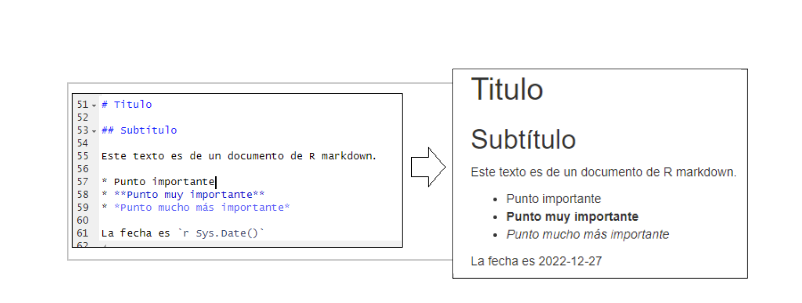 51 # Titulo
52
53 ## Subtítulo
54
55 Este texto es de un documento de R markdown.
56
57 * Punto importante
58 * **Punto muy importante**
59 * *Punto mucho más importante*
60
61 La fecha es `r Sys.Date()`
62
Titulo
Subtítulo
Este texto es de un documento de R markdown.
• Punto importante
• Punto muy importante
• Punto mucho más importante
La fecha es 2022-12-27